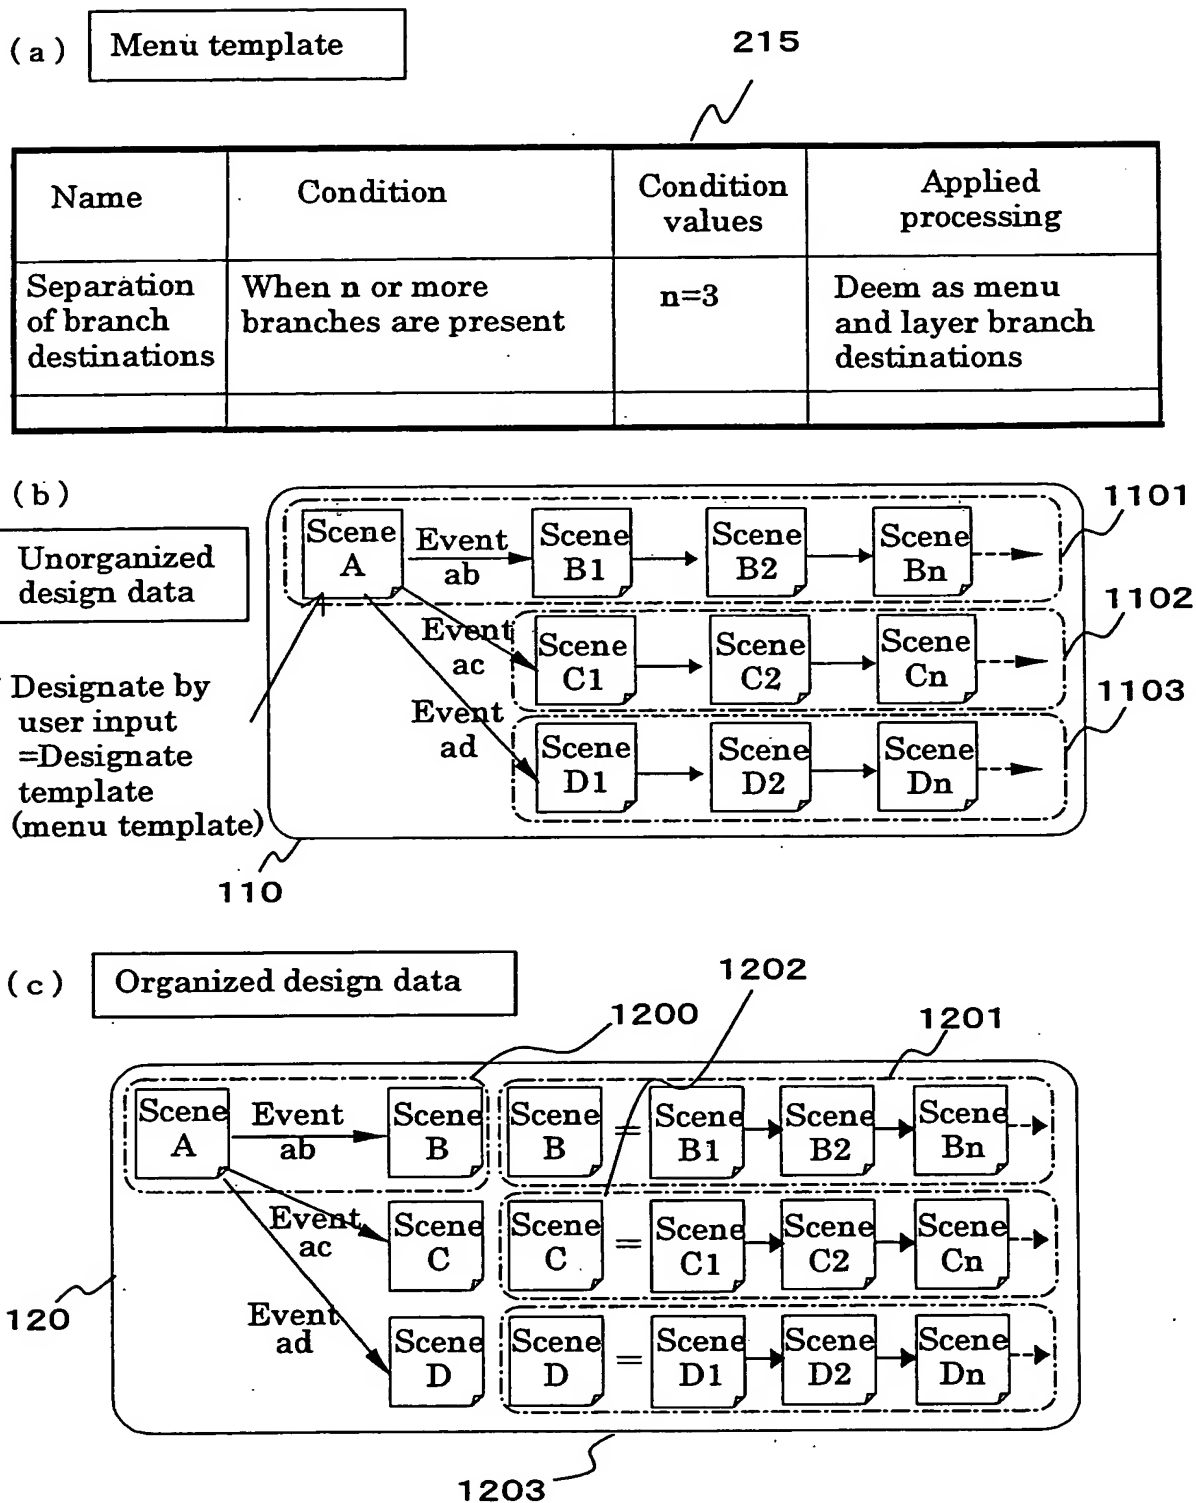 (a) Menu template
215
Name
Condition
Condition
values
Applied
processing
Separation
of branch
destinations
When n or more
branches are present
n=3
Deem as menu
and layer branch
destinations
(b)
Unorganized
design data
Designate by
user input
=Designate
template
(menu template)
Scene
A
Event
ab
Scene
B1
Scene
B2
Scene
Bn
1101
Event
ac
Scene
C1
Scene
C2
Scene
Cn
1102
Event
ad
Scene
D1
Scene
D2
Scene
Dn
1103
110
(c) Organized design data
1202
1200
1201
Scene
A
Event
ab
Scene
B
Scene
B
=
Scene
B1
Scene
B2
Scene
Bn
Event
ac
Scene
C
Scene
C
=
Scene
C1
Scene
C2
Scene
Cn
120
Event
ad
Scene
D
Scene
D
=
Scene
D1
Scene
D2
Scene
Dn
1203